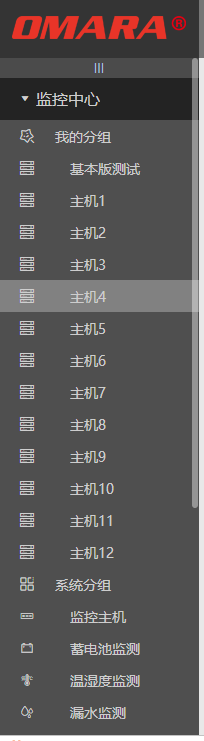 OMARA®
监控中心
我的分组
基本版测试
主机1
主机2
主机3
主机4
主机5
主机6
主机7
主机8
主机9
主机10
主机11
主机12
系统分组
监控主机
蓄电池监测
温湿度监测
漏水监测